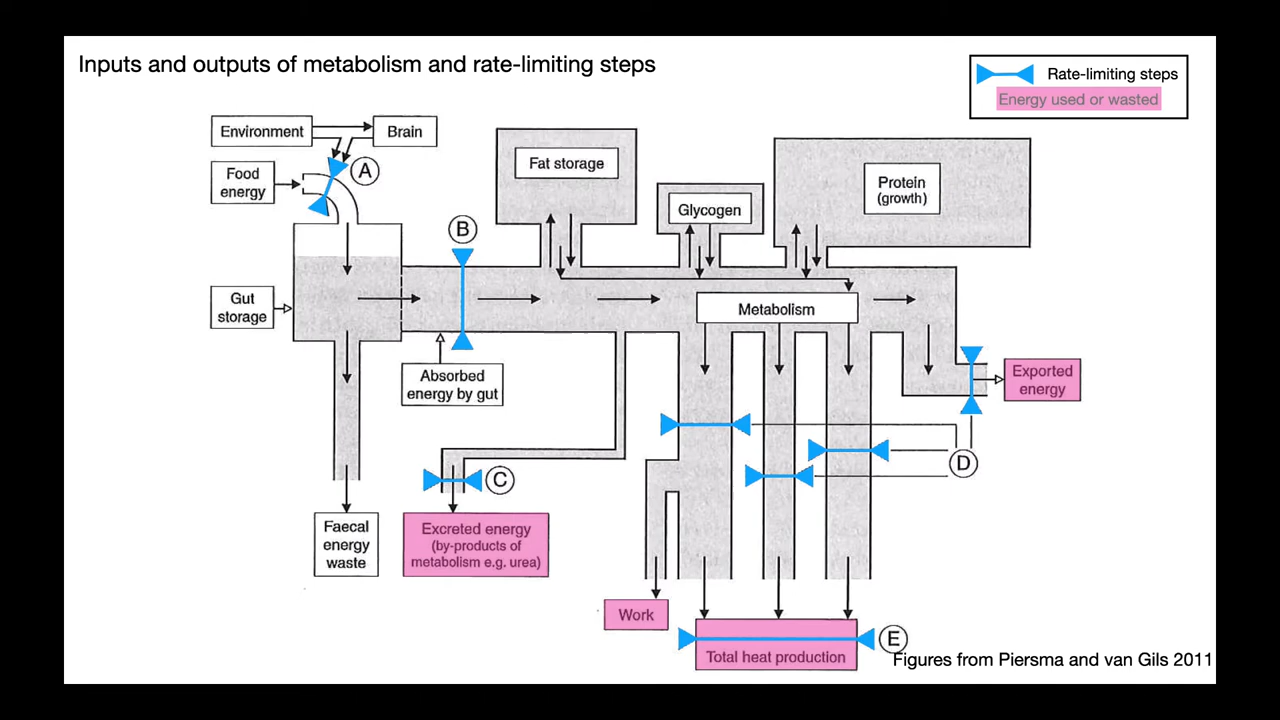 Inputs and outputs of metabolism and rate-limiting steps
Rate-limiting steps
Energy used or wasted
Environment
Brain
Food
energy
A
Fat storage
Glycogen
Protein
(growth)
B
Gut
storage
Metabolism
Absorbed
energy by gut
Exported
energy
C
D
Faecal
energy
waste
Excreted energy
(by-products of
metabolism e.g. urea)
Work
Total heat production
E
Figures from Piersma and van Gils 2011